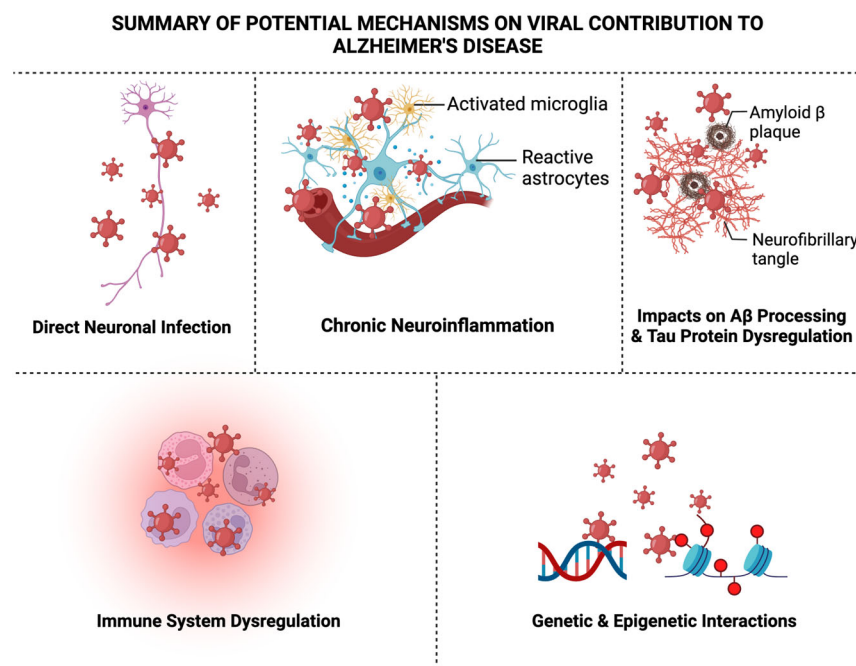 SUMMARY OF POTENTIAL MECHANISMS ON VIRAL CONTRIBUTION TO
ALZHEIMER'S DISEASE
Direct Neuronal Infection
Activated microglia
Reactive
astrocytes
Chronic Neuroinflammation
Amyloid β
plaque
Neurofibrillary
tangle
Impacts on Aβ Processing
& Tau Protein Dysregulation
Immune System Dysregulation
Genetic & Epigenetic Interactions